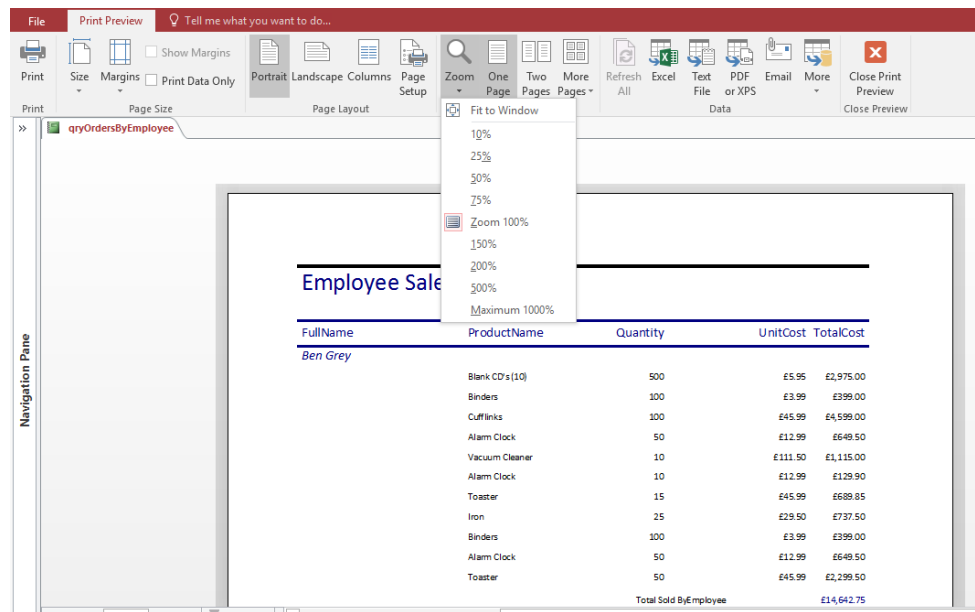 File Print Preview Tell me what you want to do...
Show Margins
Print Data Only
Print Size Margins Portrait Landscape Columns Page Setup Zoom One Page Two Pages More Pages Refresh All Excel Text File PDF or XPS Email More Close Print Preview
Print Page Size Page Layout Data Close Preview
» qryOrdersByEmployee
Fit to Window
10%
25%
50%
75%
Zoom 100%
150%
200%
500%
Maximum 1000%
Navigation Pane
Employee Sale
FullName ProductName Quantity UnitCost TotalCost
Ben Grey
Blank CD's (10) 500 £5.95 £2,975.00
Binders 100 £3.99 £399.00
Cufflinks 100 £45.99 £4,599.00
Alarm Clock 50 £12.99 £649.50
Vacuum Cleaner 10 £111.50 £1,115.00
Alarm Clock 10 £12.99 £129.90
Toaster 15 £45.99 £689.85
Iron 25 £29.50 £737.50
Binders 100 £3.99 £399.00
Alarm Clock 50 £12.99 £649.50
Toaster 50 £45.99 £2,299.50
Total Sold ByEmployee £14,642.75